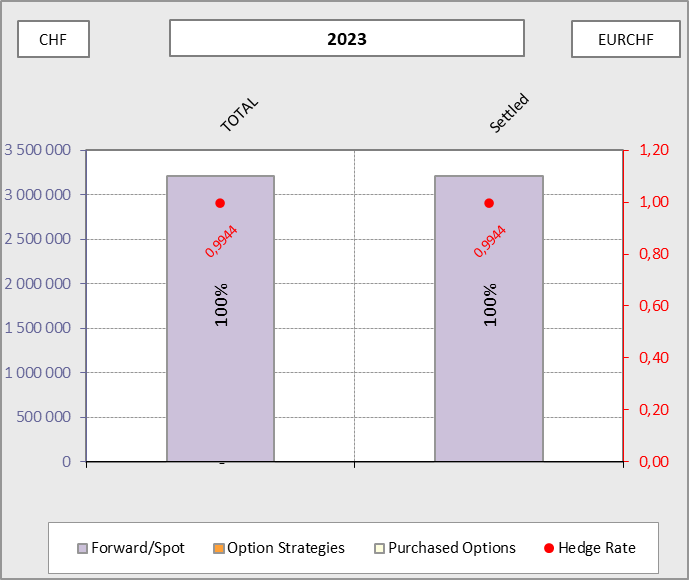 CHF
2023
EURCHF
TOTAL
Settled
3 500 000
3 000 000
2 500 000
2 000 000
1 500 000
1 000 000
500 000
0
0,9944
100%
0,9944
100%
-
1,20
1,00
0,80
0,60
0,40
0,20
0,00
Forward/Spot
Option Strategies
Purchased Options
Hedge Rate